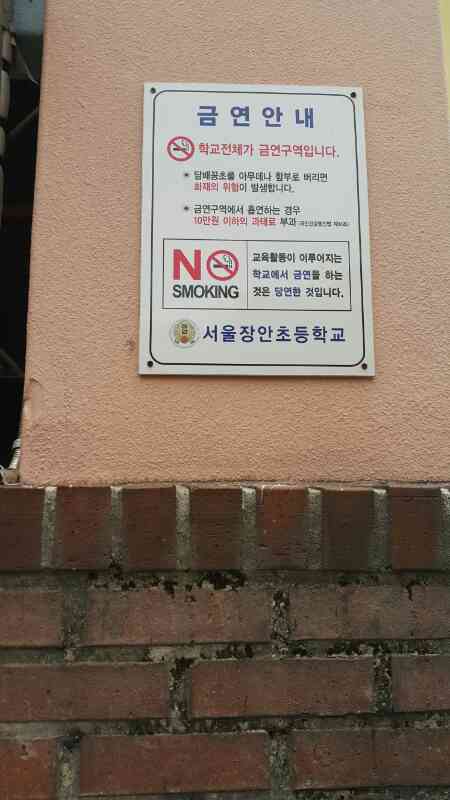 금연안내
학교전체가 금연구역입니다.
담배꽁초를 아무데나 함부로 버리면
화재의 위험이 발생합니다.
금연구역에서 흡연하는 경우
10만원 이하의 과태료 부과
NO
SMOKING
교육활동이 이루어지는
학교에서 금연을 하는
것은 당연한 것입니다.
서울장안초등학교